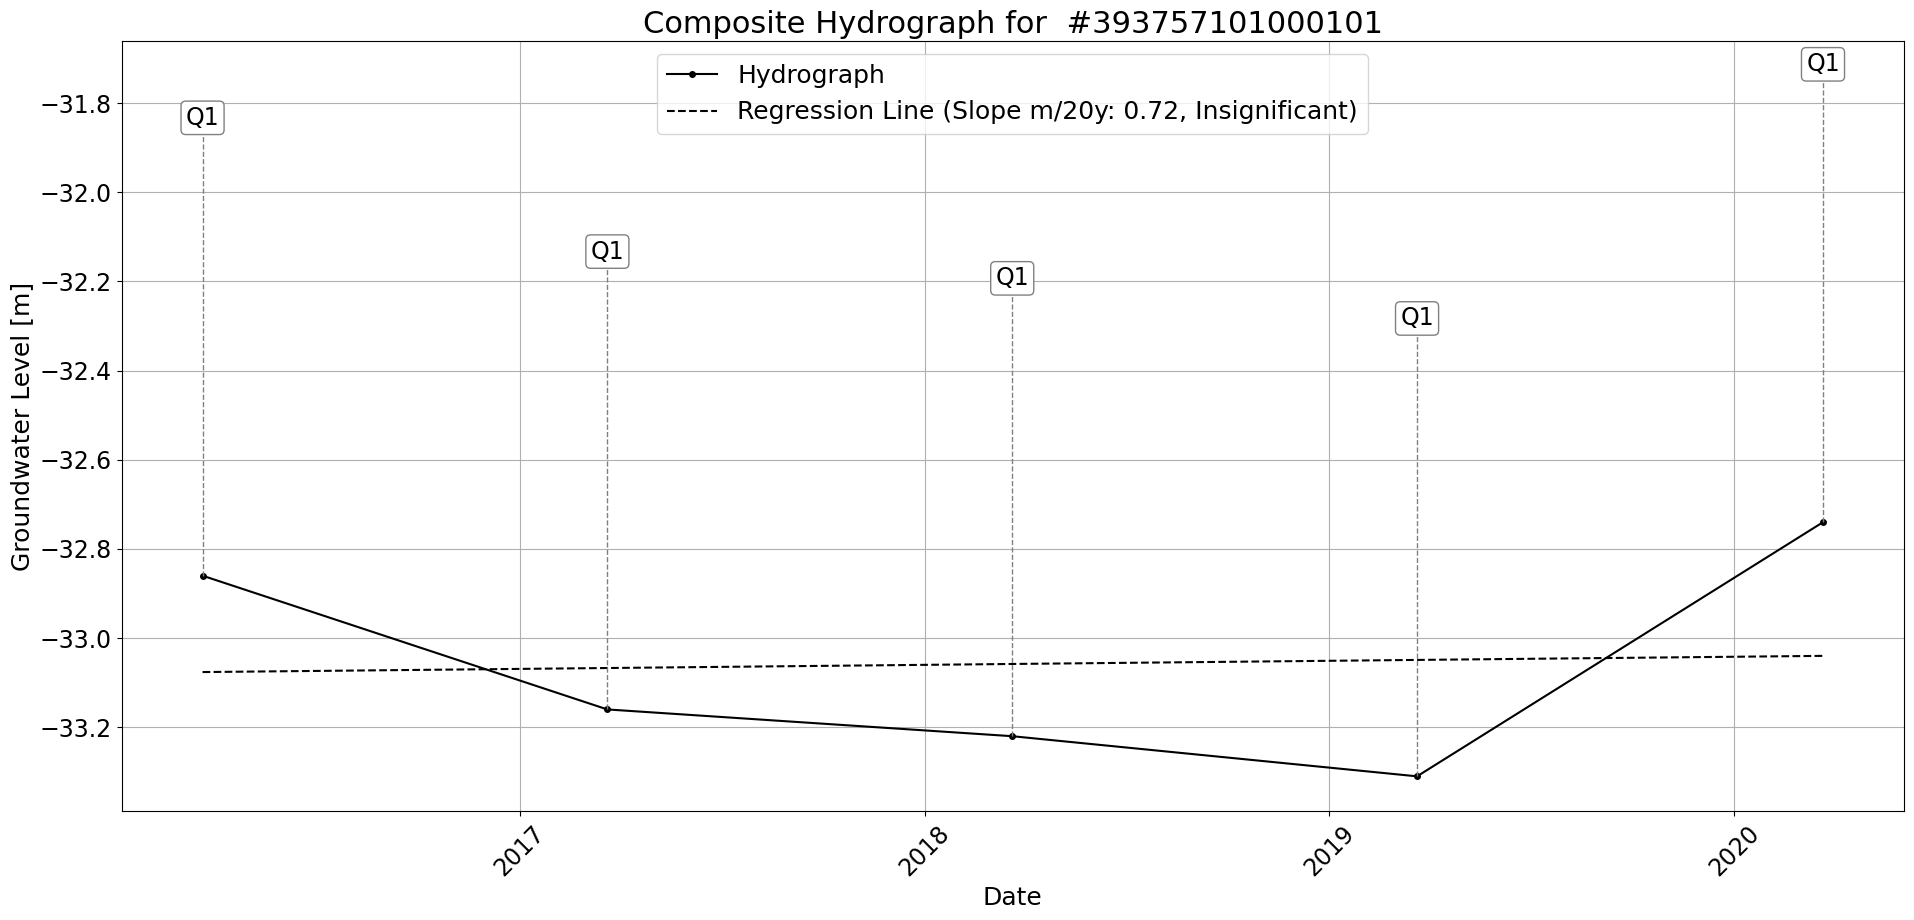 Composite Hydrograph for  #393757101000101
Hydrograph
Regression Line (Slope m/20y: 0.72, Insignificant)
Q1
Q1
Q1
Q1
Q1
Groundwater Level [m]
−31.8
−32.0
−32.2
−32.4
−32.6
−32.8
−33.0
−33.2
2017
2018
2019
2020
Date